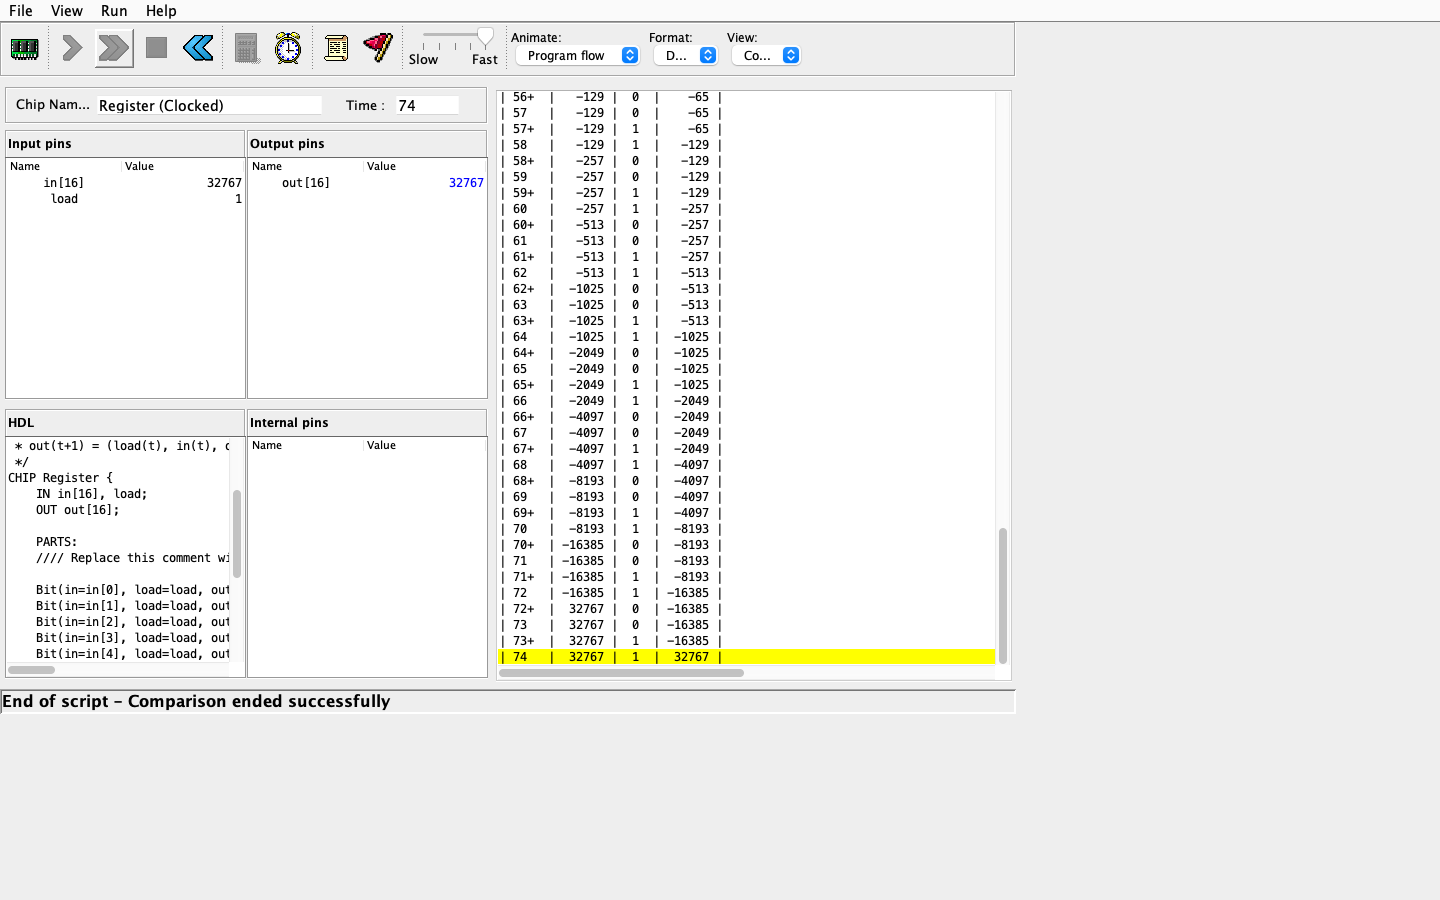 File View Run Help
Slow Fast
Animate:
Program flow
Format:
D...
View:
Co...
Chip Nam... Register (Clocked) Time : 74
Input pins
Name Value
in[16] 32767
load 1
Output pins
Name Value
out[16] 32767
HDL
* out(t+1) = (load(t), in(t), 
*/
CHIP Register {
IN in[16], load;
OUT out[16];
PARTS:
//// Replace this comment wi
Bit(in=in[0], load=load, out
Bit(in=in[1], load=load, out
Bit(in=in[2], load=load, out
Bit(in=in[3], load=load, out
Bit(in=in[4], load=load, out
Internal pins
Name Value
| 56+ | -129 | 0 | -65 |
| 57 | -129 | 0 | -65 |
| 57+ | -129 | 1 | -65 |
| 58 | -129 | 1 | -129 |
| 58+ | -257 | 0 | -129 |
| 59 | -257 | 0 | -129 |
| 59+ | -257 | 1 | -129 |
| 60 | -257 | 1 | -257 |
| 60+ | -513 | 0 | -257 |
| 61 | -513 | 0 | -257 |
| 61+ | -513 | 1 | -257 |
| 62 | -513 | 1 | -513 |
| 62+ | -1025 | 0 | -513 |
| 63 | -1025 | 0 | -513 |
| 63+ | -1025 | 1 | -513 |
| 64 | -1025 | 1 | -1025 |
| 64+ | -2049 | 0 | -1025 |
| 65 | -2049 | 0 | -1025 |
| 65+ | -2049 | 1 | -1025 |
| 66 | -2049 | 1 | -2049 |
| 66+ | -4097 | 0 | -2049 |
| 67 | -4097 | 0 | -2049 |
| 67+ | -4097 | 1 | -2049 |
| 68 | -4097 | 1 | -4097 |
| 68+ | -8193 | 0 | -4097 |
| 69 | -8193 | 0 | -4097 |
| 69+ | -8193 | 1 | -4097 |
| 70 | -8193 | 1 | -8193 |
| 70+ | -16385 | 0 | -8193 |
| 71 | -16385 | 0 | -8193 |
| 71+ | -16385 | 1 | -8193 |
| 72 | -16385 | 1 | -16385 |
| 72+ | 32767 | 0 | -16385 |
| 73 | 32767 | 0 | -16385 |
| 73+ | 32767 | 1 | -16385 |
| 74 | 32767 | 1 | 32767 |
End of script - Comparison ended successfully